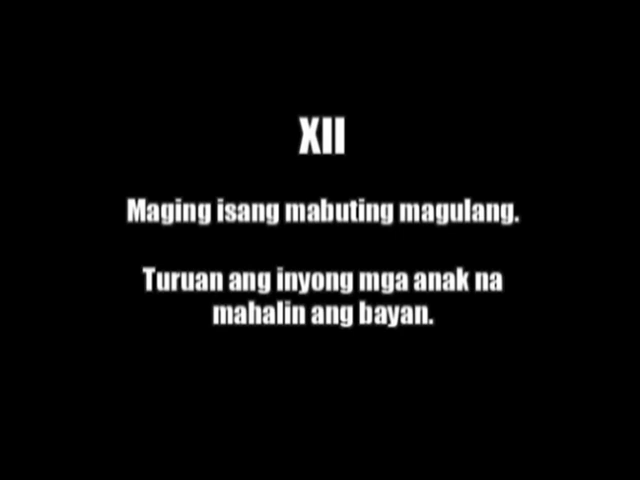 XII
Maging isang mabuting magulang.
Turuan ang inyong mga anak na
mahalin ang bayan.